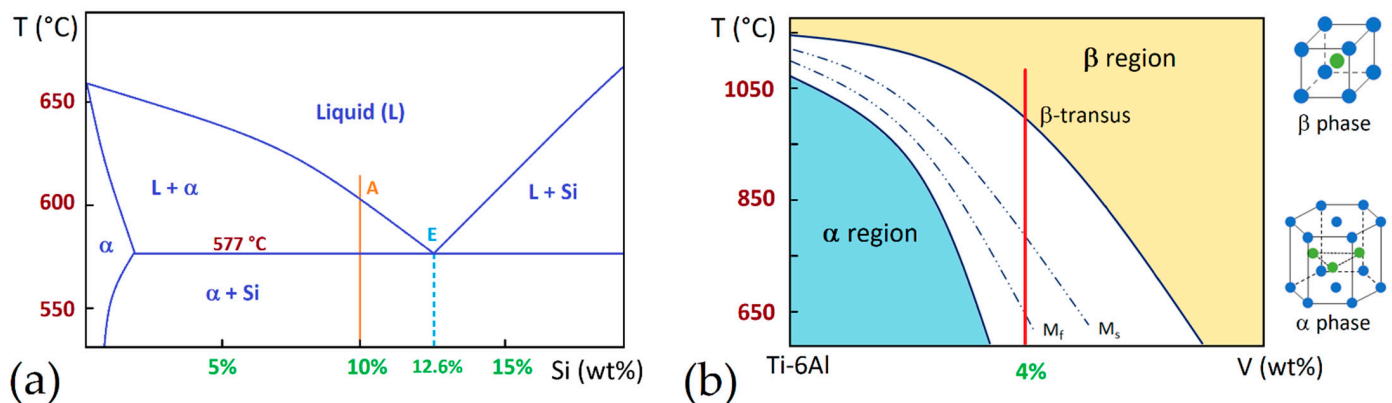 T (°C)
650
600
550
Liquid (L)
L + α
A
L + Si
E
577 °C
α
α + Si
5%
10%
12.6%
15%
Si (wt%)
(a)
T (°C)
1050
850
650
β region
β-transus
α region
Mf
Ms
Ti-6Al
4%
V (wt%)
(b)
β phase
α phase